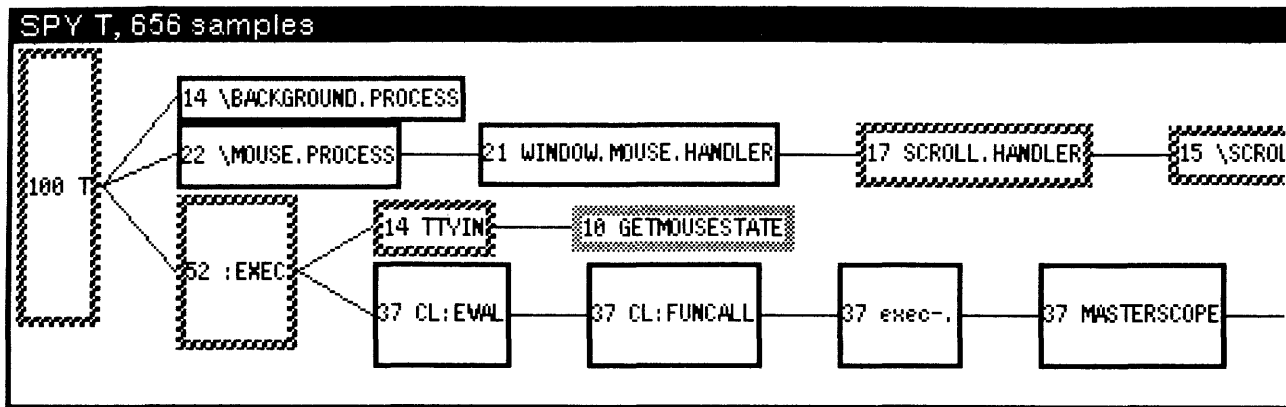 SPY T, 656 samples
14 \BACKGROUND.PROCESS
22 \MOUSE.PROCESS
21 WINDOW.MOUSE.HANDLER
17 SCROLL.HANDLER
15 \SCROL
100 T
52 :EXEC
14 TTYIN
10 GETMOUSESTATE
37 CL:EVAL
37 CL:FUNCALL
37 exec-.
37 MASTERSCOPE